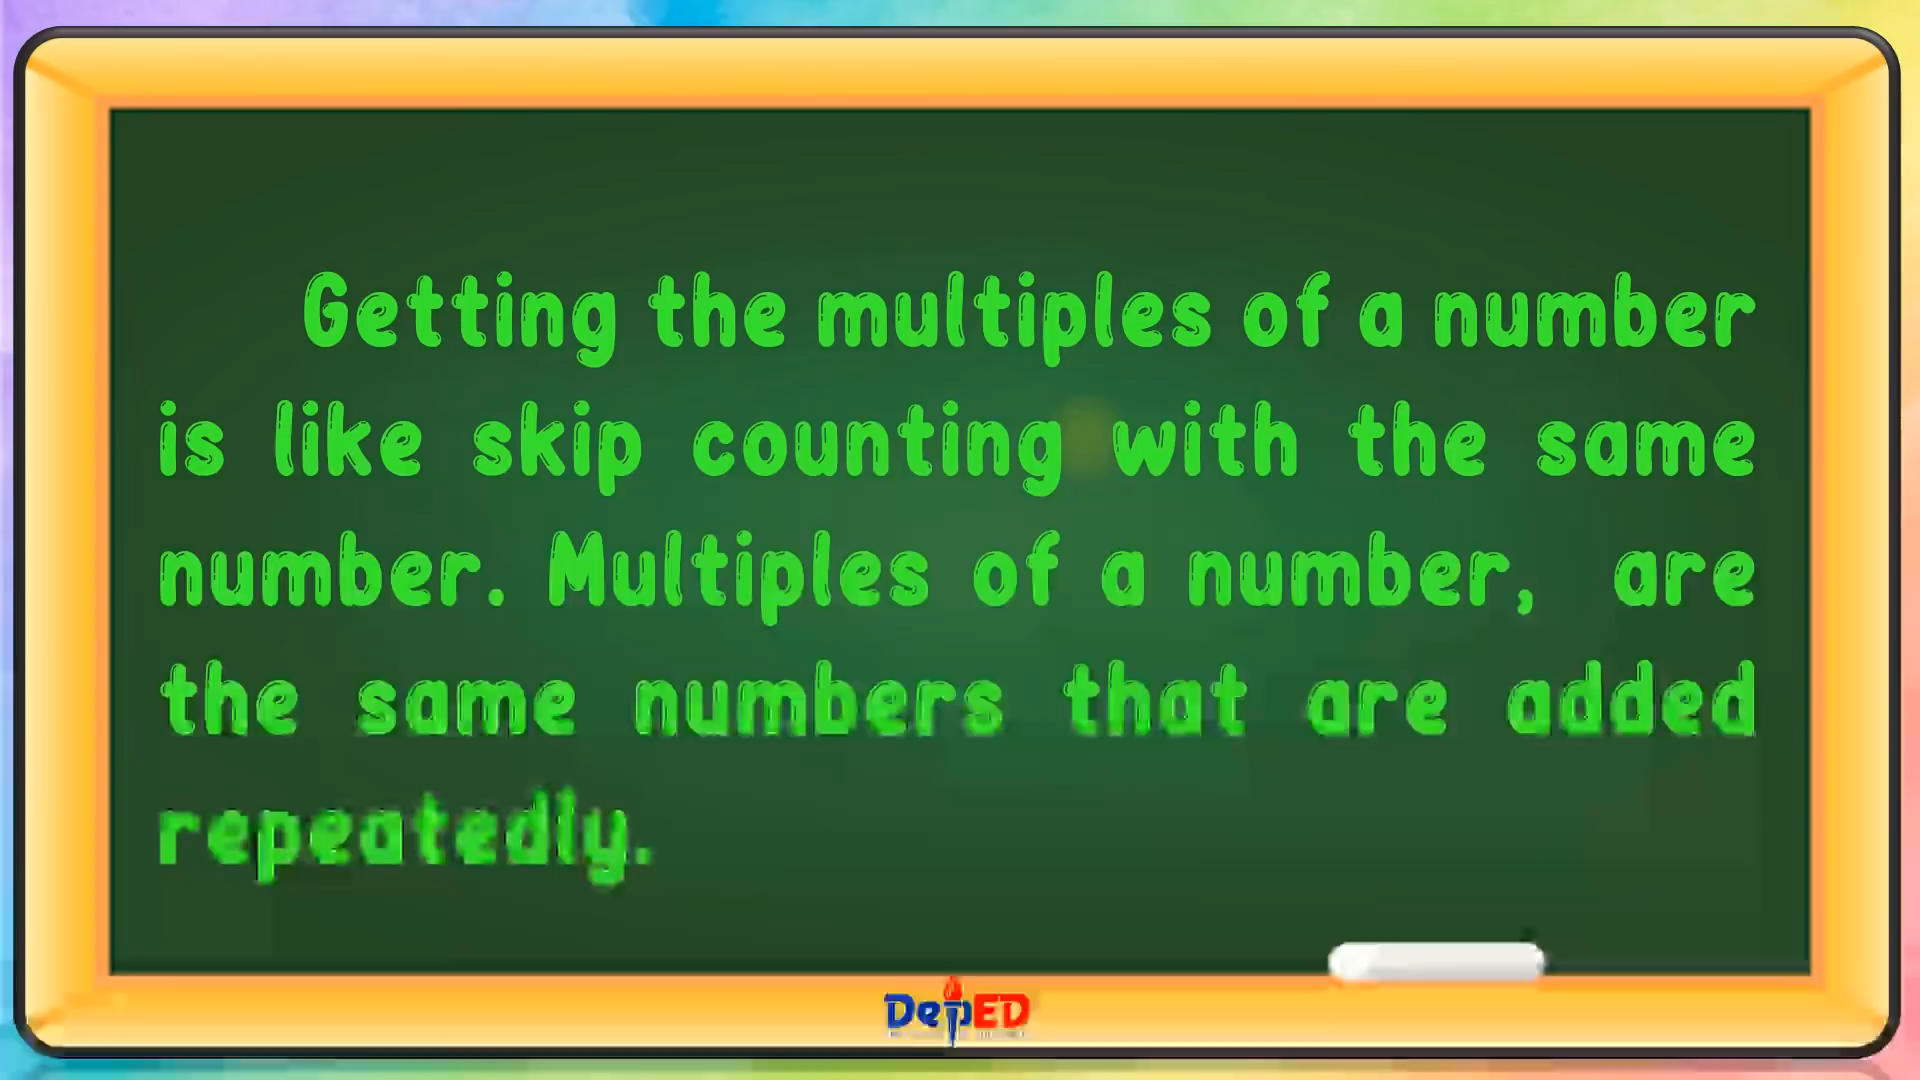 Getting the multiples of a number
is like skip counting with the same
number. Multiples of a number, are
the same numbers that are added
repeatedly.
DepED